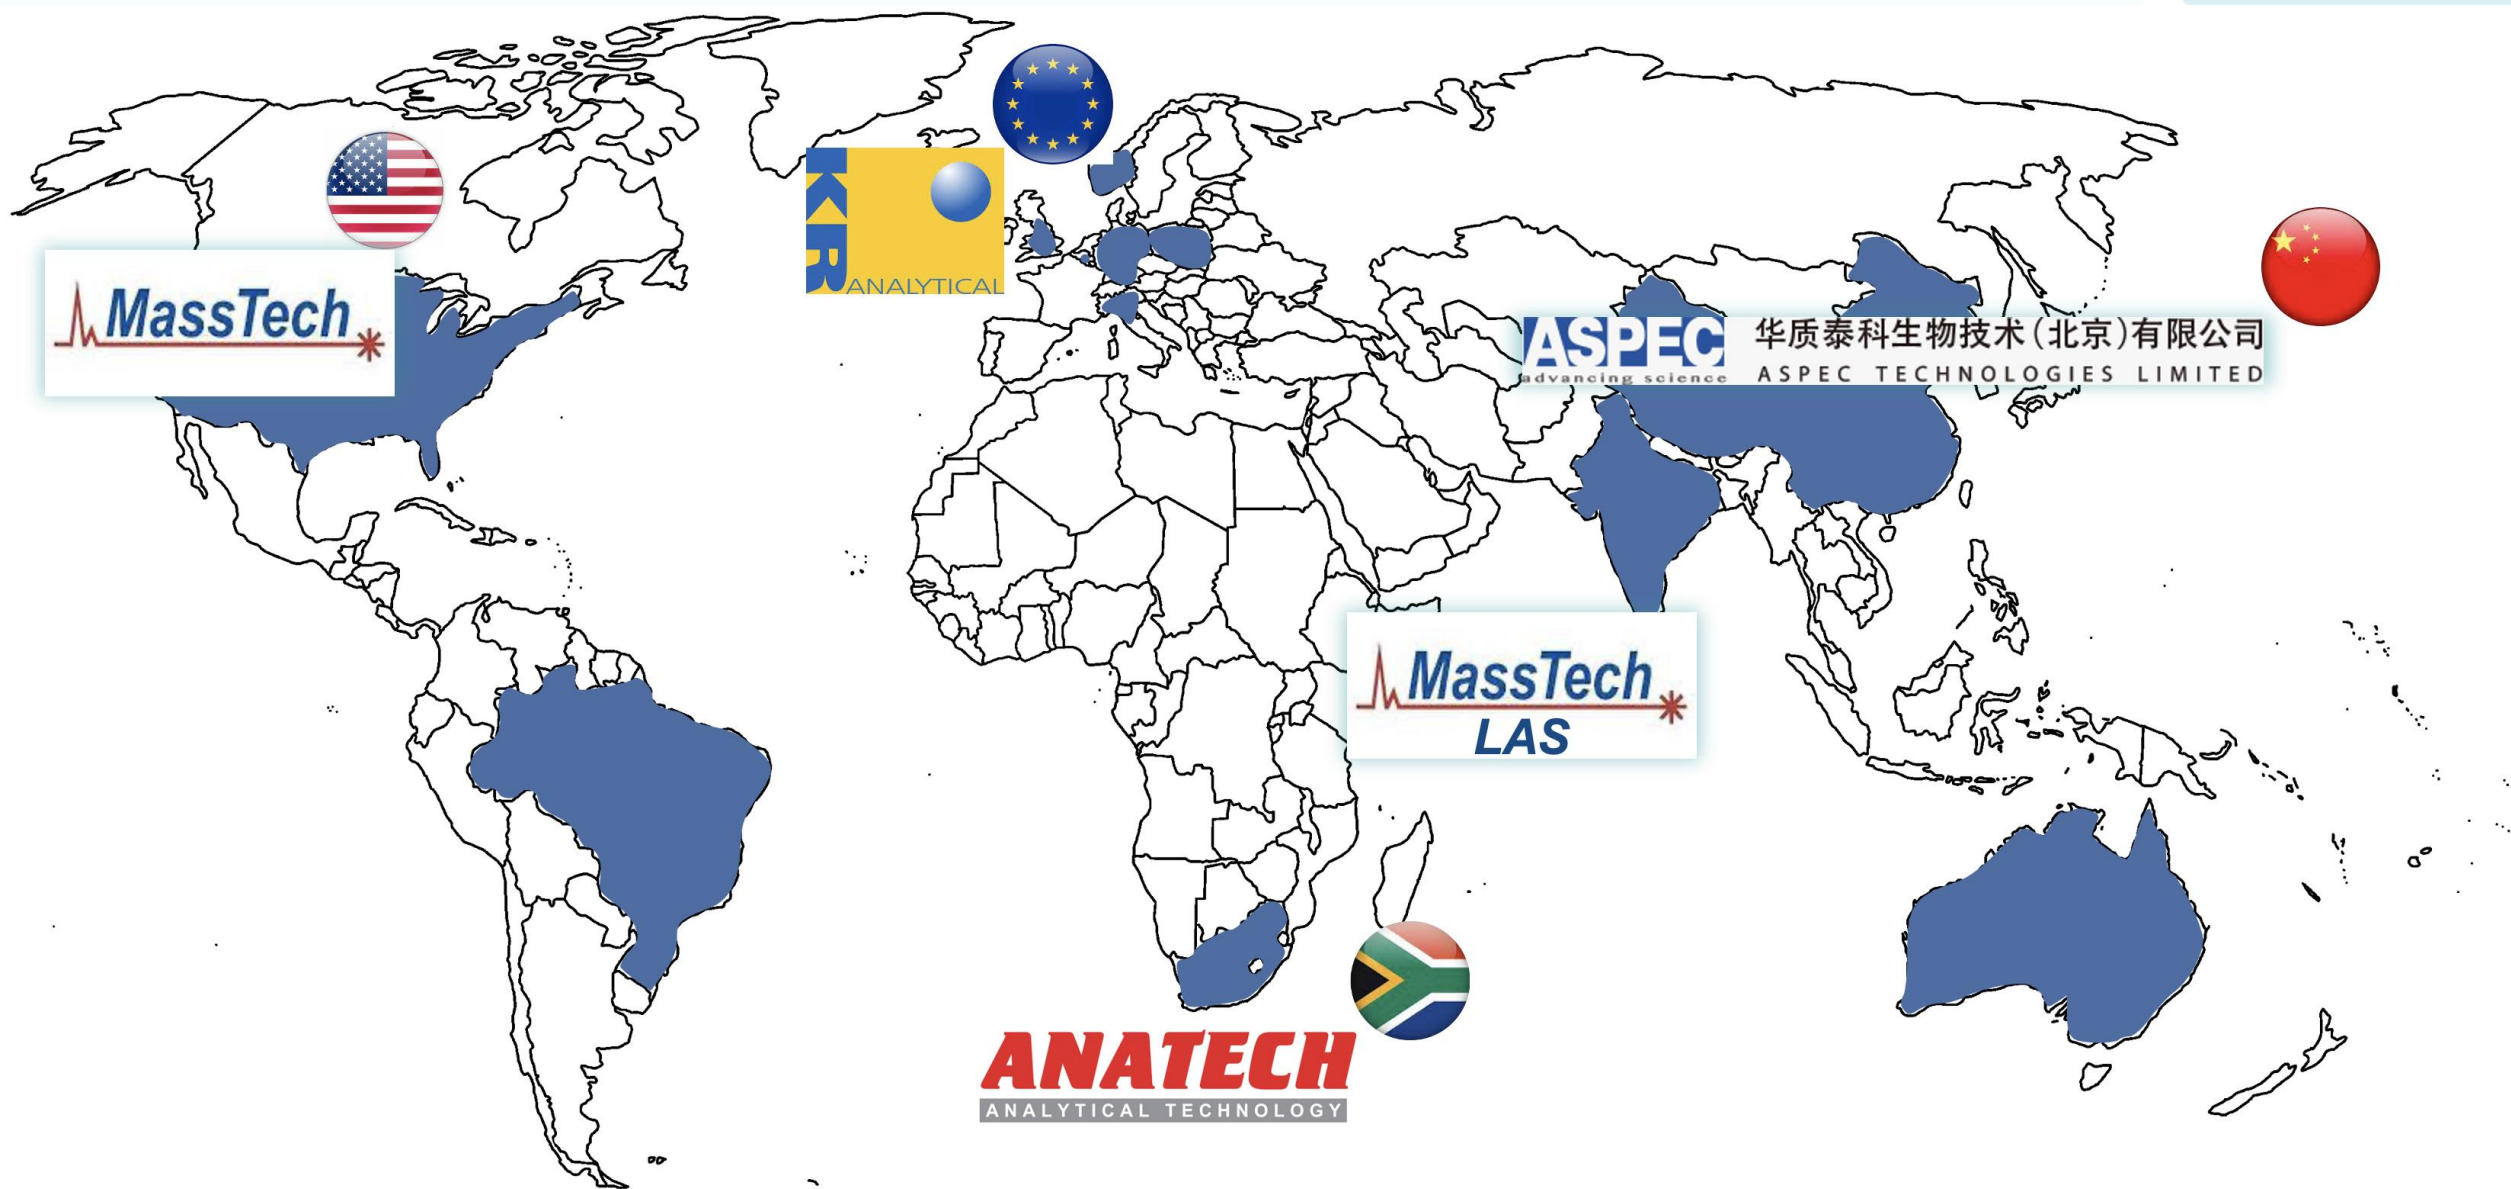 KR
ANALYTICAL
MassTech
ASPEC
advancing science
华质泰科生物技术(北京)有限公司
ASPEC TECHNOLOGIES LIMITED
MassTech
LAS
ANATECH
ANALYTICAL TECHNOLOGY